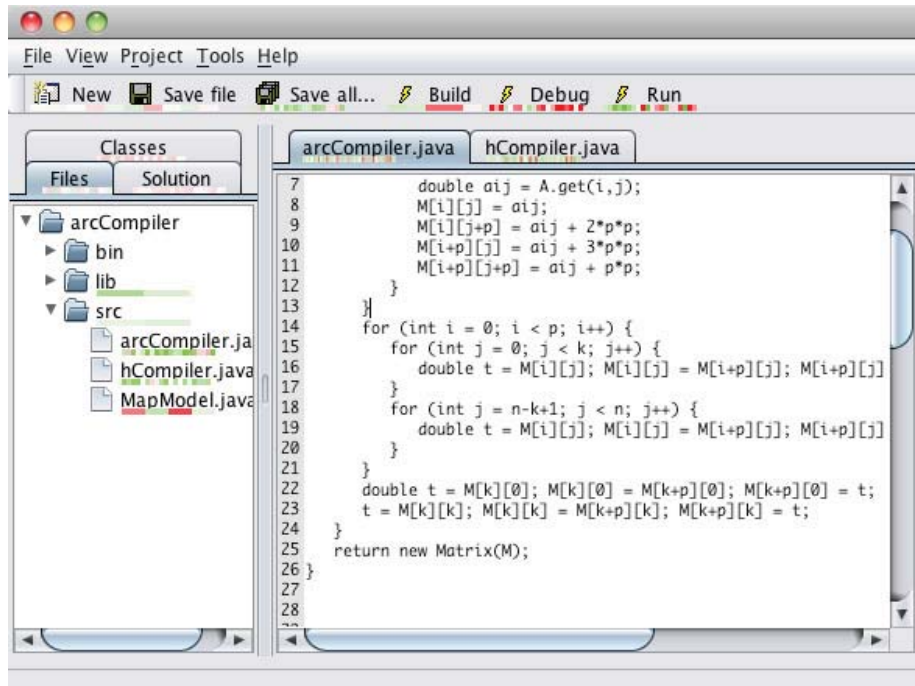 File View Project Tools Help
New Save file Save all... Build Debug Run
Classes
Files Solution
arcCompiler
bin
lib
src
arcCompiler.ja
hCompiler.java
MapModel.java
arcCompiler.java hCompiler.java
7 double aij = A.get(i,j);
8 M[i][j] = aij;
9 M[i][j+p] = aij + 2*p*p;
10 M[i+p][j] = aij + 3*p*p;
11 M[i+p][j+p] = aij + p*p;
12 }
13 }
14 for (int i = 0; i < p; i++) {
15 for (int j = 0; j < k; j++) {
16 double t = M[i][j]; M[i][j] = M[i+p][j]; M[i+p][j]
17 }
18 for (int j = n-k+1; j < n; j++) {
19 double t = M[i][j]; M[i][j] = M[i+p][j]; M[i+p][j]
20 }
21 }
22 double t = M[k][0]; M[k][0] = M[k+p][0]; M[k+p][0] = t;
23 t = M[k][k]; M[k][k] = M[k+p][k]; M[k+p][k] = t;
24 }
25 return new Matrix(M);
26 }
27
28